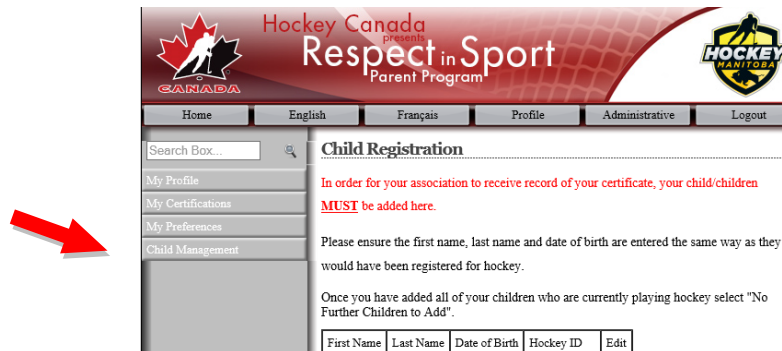 Hockey Canada
presents
Respect in Sport
Parent Program
CANADA
HOCKEY
MANITOBA
Home English Français Profile Administrative Logout
Search Box...
My Profile
My Certifications
My Preferences
Child Management
Child Registration
In order for your association to receive record of your certificate, your child/children
MUST be added here.
Please ensure the first name, last name and date of birth are entered the same way as they
would have been registered for hockey.
Once you have added all of your children who are currently playing hockey select "No
Further Children to Add".
First Name Last Name Date of Birth Hockey ID Edit